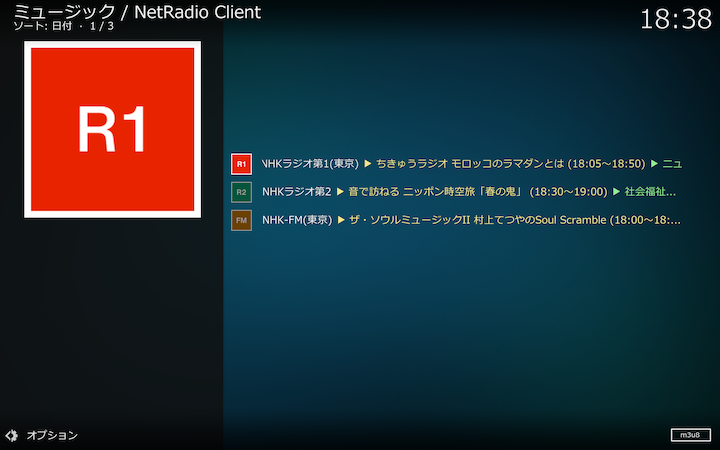 ミュージック / NetRadio Client
18:38
ソート: 日付 · 1 / 3
R1
R1 NHKラジオ第1(東京) ▶ ちきゅうラジオ モロッコのラマダンとは (18:05〜18:50) ▶ ニュ
R2 NHKラジオ第2 ▶ 音で訪ねる ニッポン時空旅「春の鬼」 (18:30〜19:00) ▶ 社会福祉...
FM NHK-FM(東京) ▶ ザ・ソウルミュージックII 村上てつやのSoul Scramble (18:00〜18:...
オプション
m3u8